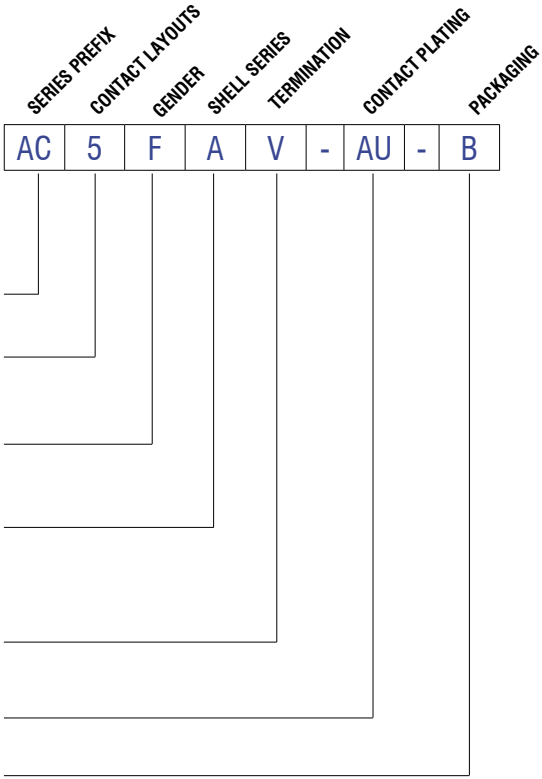 SERIES PREFIX
CONTACT LAYOUTS
GENDER
SHELL SERIES
TERMINATION
CONTACT PLATING
PACKAGING
AC 5 F A V - AU - B